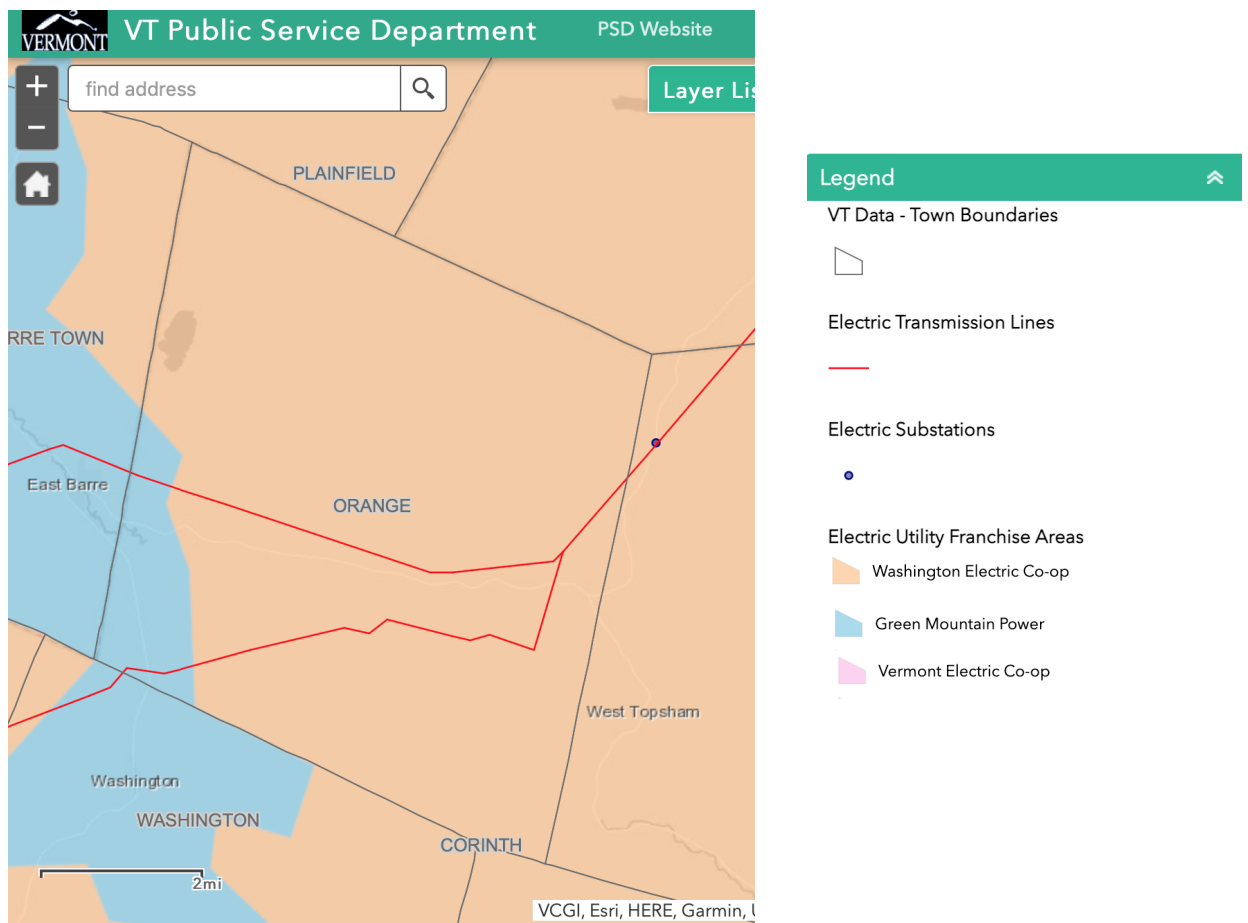 VERMONT VT Public Service Department PSD Website
+ find address Layer Lis
−
PLAINFIELD
RRE TOWN
East Barre
ORANGE
West Topsham
Washington
WASHINGTON
CORINTH
2mi
VCGI, Esri, HERE, Garmin,
Legend
VT Data - Town Boundaries
Electric Transmission Lines
Electric Substations
Electric Utility Franchise Areas
Washington Electric Co-op
Green Mountain Power
Vermont Electric Co-op